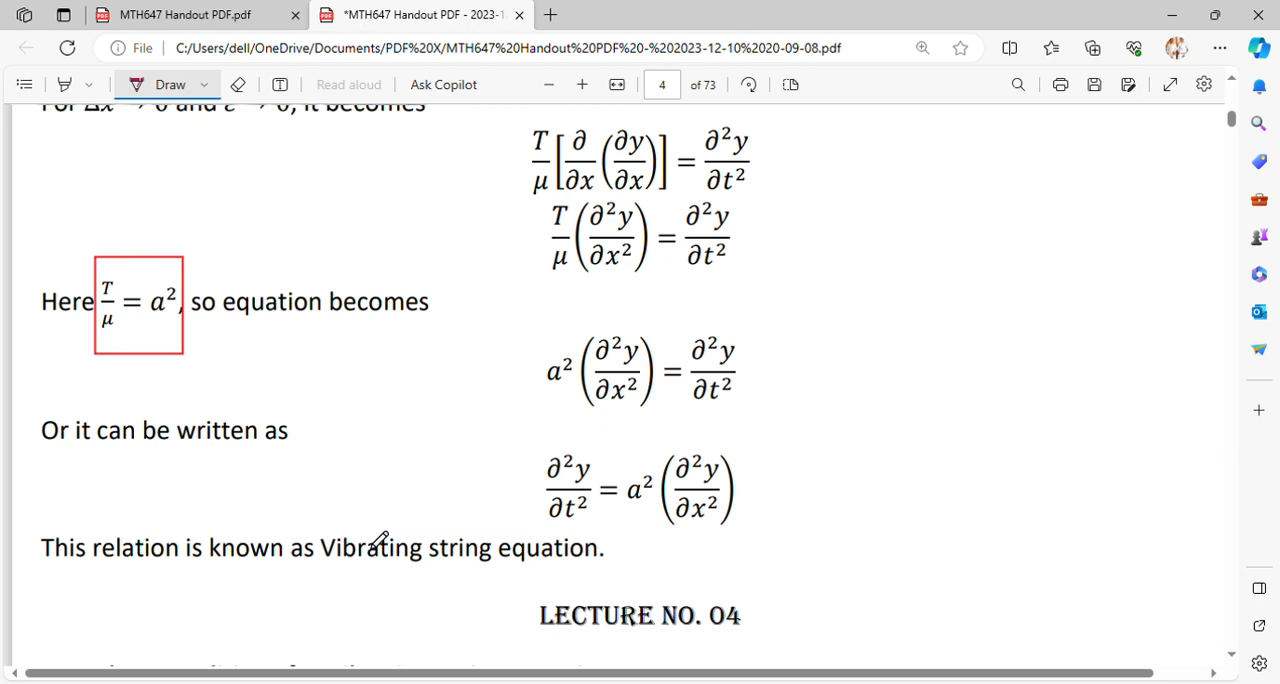 MTH647 Handout PDF.pdf
*MTH647 Handout PDF - 2023-1
File C:/Users/dell/OneDrive/Documents/PDF%20X/MTH647%20Handout%20PDF%20-%202023-12-10%2020-09-08.pdf
Draw Read aloud Ask Copilot 4 of 73
it becomes
T/μ [∂/∂x (∂y/∂x)] = ∂²y/∂t²
T/μ (∂²y/∂x²) = ∂²y/∂t²
Here T/μ = a², so equation becomes
a² (∂²y/∂x²) = ∂²y/∂t²
Or it can be written as
∂²y/∂t² = a² (∂²y/∂x²)
This relation is known as Vibrating string equation.
LECTURE NO. 04